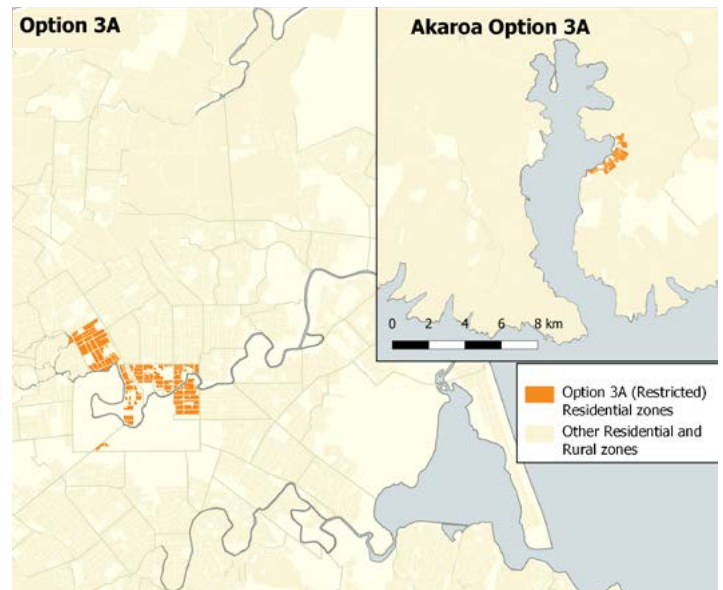 Option 3A
Akaroa Option 3A
0 2 4 6 8 km
Option 3A (Restricted)
Residential zones
Other Residential and
Rural zones